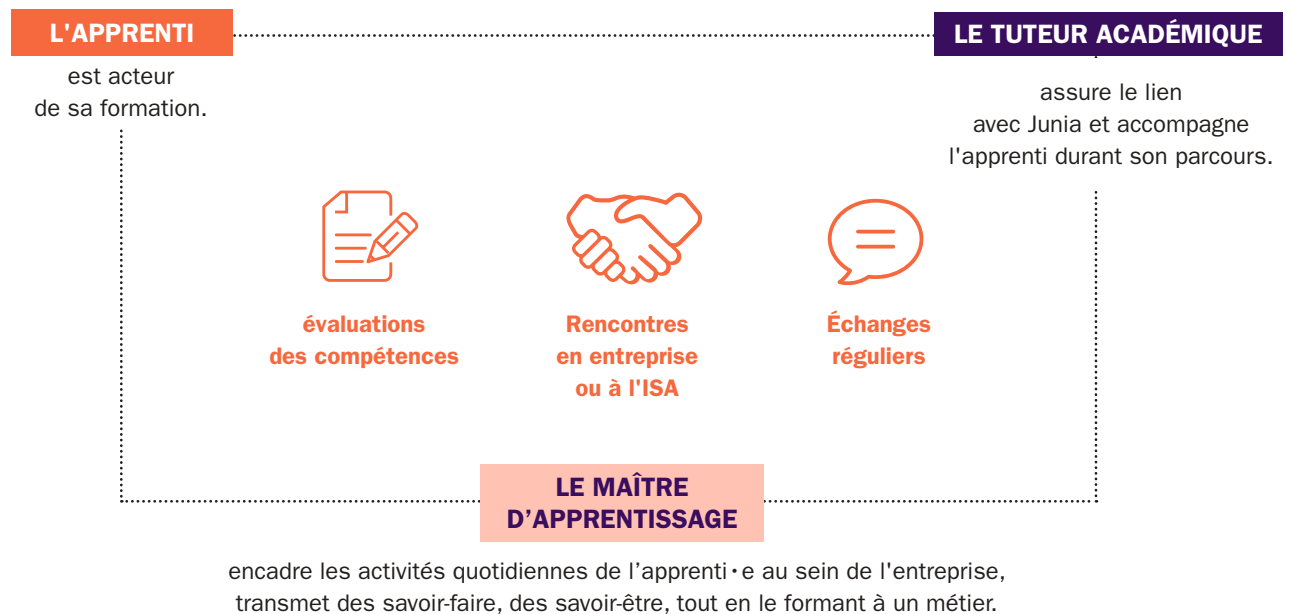 L'APPRENTI
est acteur
de sa formation.
LE TUTEUR ACADÉMIQUE
assure le lien
avec Junia et accompagne
l'apprenti durant son parcours.
évaluations
des compétences
Rencontres
en entreprise
ou à l'ISA
Échanges
réguliers
LE MAÎTRE
D’APPRENTISSAGE
encadre les activités quotidiennes de l’apprenti·e au sein de l'entreprise,
transmet des savoir-faire, des savoir-être, tout en le formant à un métier.